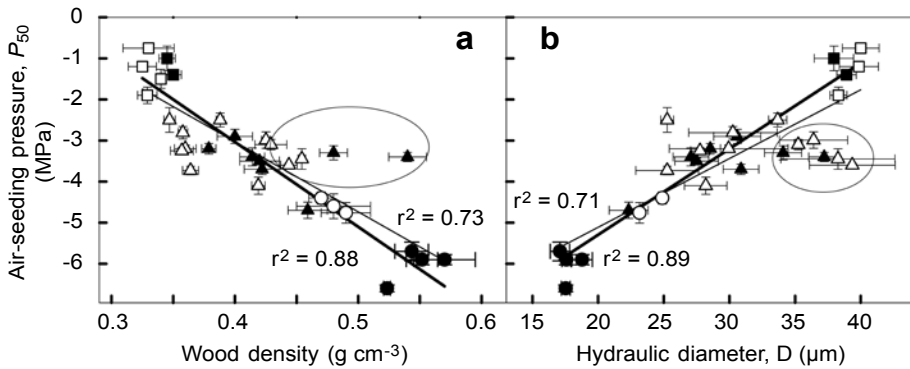 Air-seeding pressure, P50
(MPa)
0
-1
-2
-3
-4
-5
-6
a
r² = 0.73
r² = 0.88
0.3 0.4 0.5 0.6
Wood density (g cm⁻³)
b
r² = 0.71
r² = 0.89
15 20 25 30 35 40
Hydraulic diameter, D (μm)